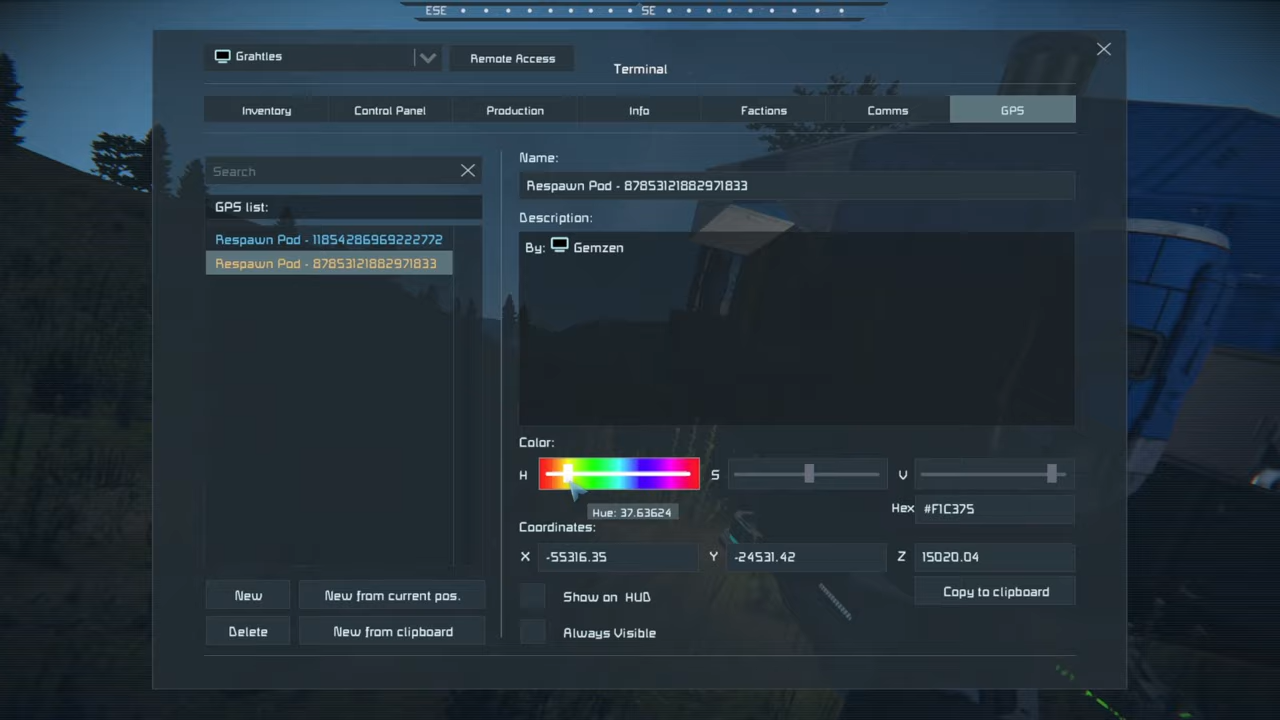 ESE SE
Grahtles
Remote Access
Terminal
Inventory Control Panel Production Info Factions Comms GPS
Search
GPS list:
Respawn Pod - 11854286969222772
Respawn Pod - 87853121882971833
New New from current pos.
Delete New from clipboard
Name:
Respawn Pod - 87853121882971833
Description:
By: Gemzen
Color:
H S V
Hue: 37.63624
Hex #F1C375
Coordinates:
X -55316.35 Y -24531.42 Z 15020.04
Show on HUD
Copy to clipboard
Always Visible